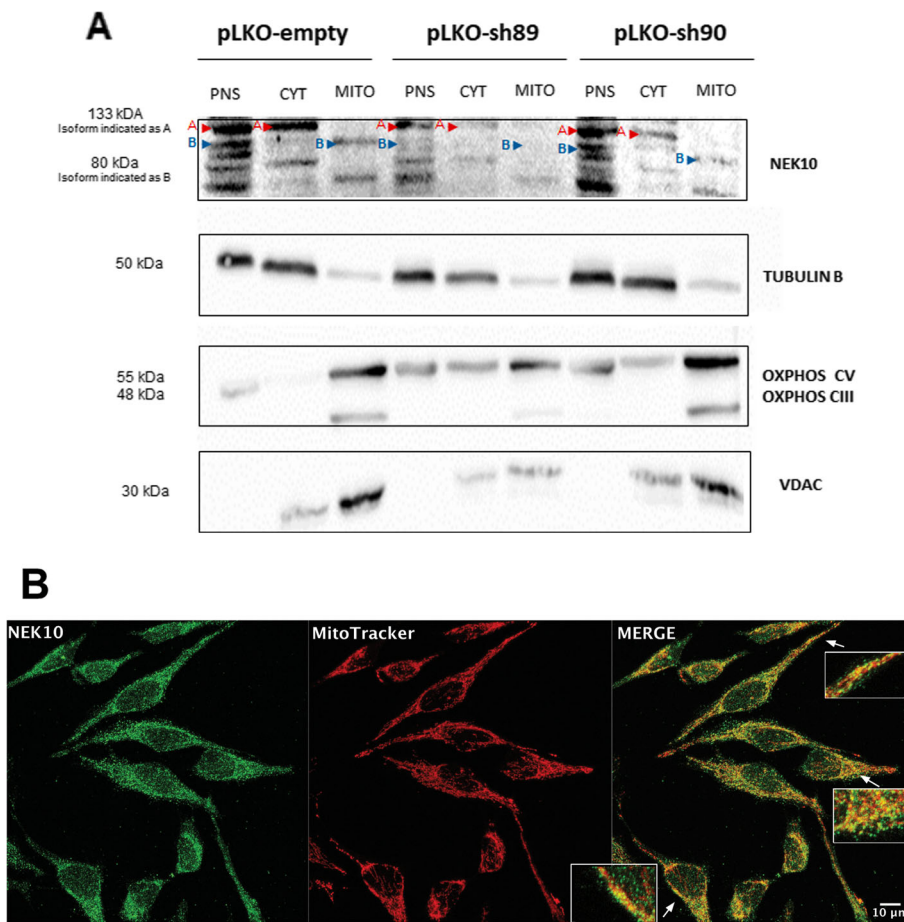 A
pLKO-empty pLKO-sh89 pLKO-sh90
PNS CYT MITO PNS CYT MITO PNS CYT MITO
133 kDA
Isoform indicated as A
A A A A A A
B B B B B B
80 kDa
Isoform indicated as B
NEK10
50 kDa
TUBULIN B
55 kDa
OXPHOS CV
48 kDa
OXPHOS CIII
30 kDa
VDAC
B
NEK10 MitoTracker MERGE
10 µm